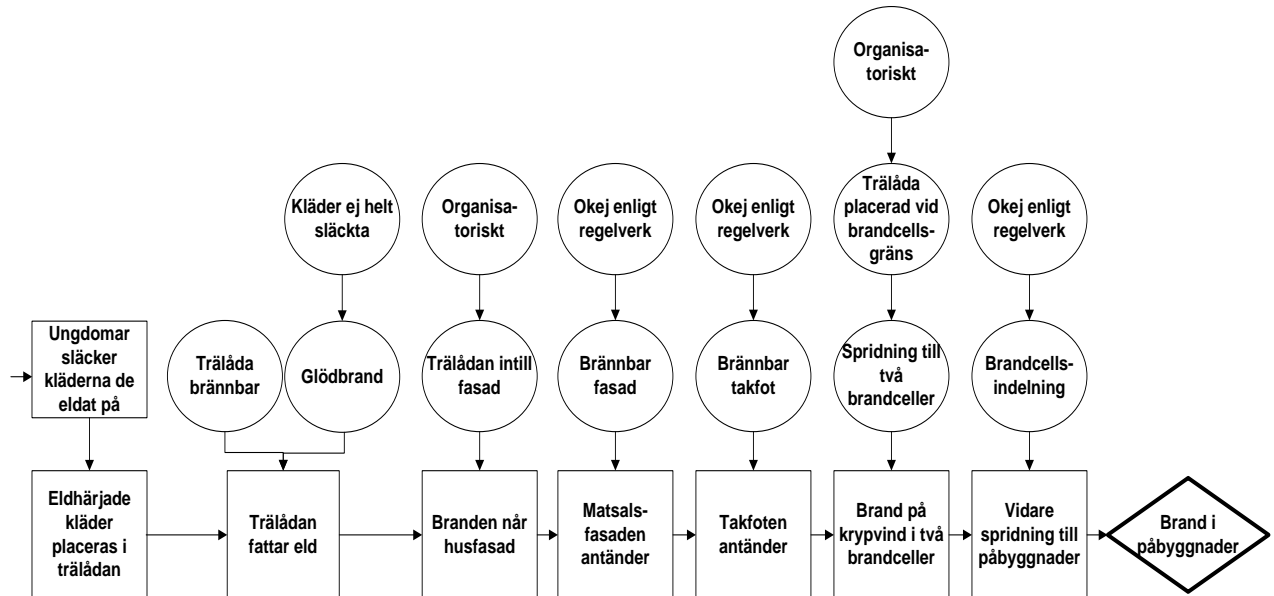 Organisa-
toriskt
Kläder ej helt
släckta
Organisa-
toriskt
Okej enligt
regelverk
Okej enligt
regelverk
Trälåda
placerad vid
brandcells-
gräns
Okej enligt
regelverk
Ungdomar
släcker
kläderna de
eldat på
Trälåda
brännbar
Glödbrand
Trälådan intill
fasad
Brännbar
fasad
Brännbar
takfot
Spridning till
två
brandceller
Brandcells-
indelning
Eldhärjade
kläder
placeras i
trälådan
Trälådan
fattar eld
Branden når
husfasad
Matsals-
fasaden
antänder
Takfoten
antänder
Brand på
krypvind i två
brandceller
Vidare
spridning till
påbyggnader
Brand i
påbyggnader